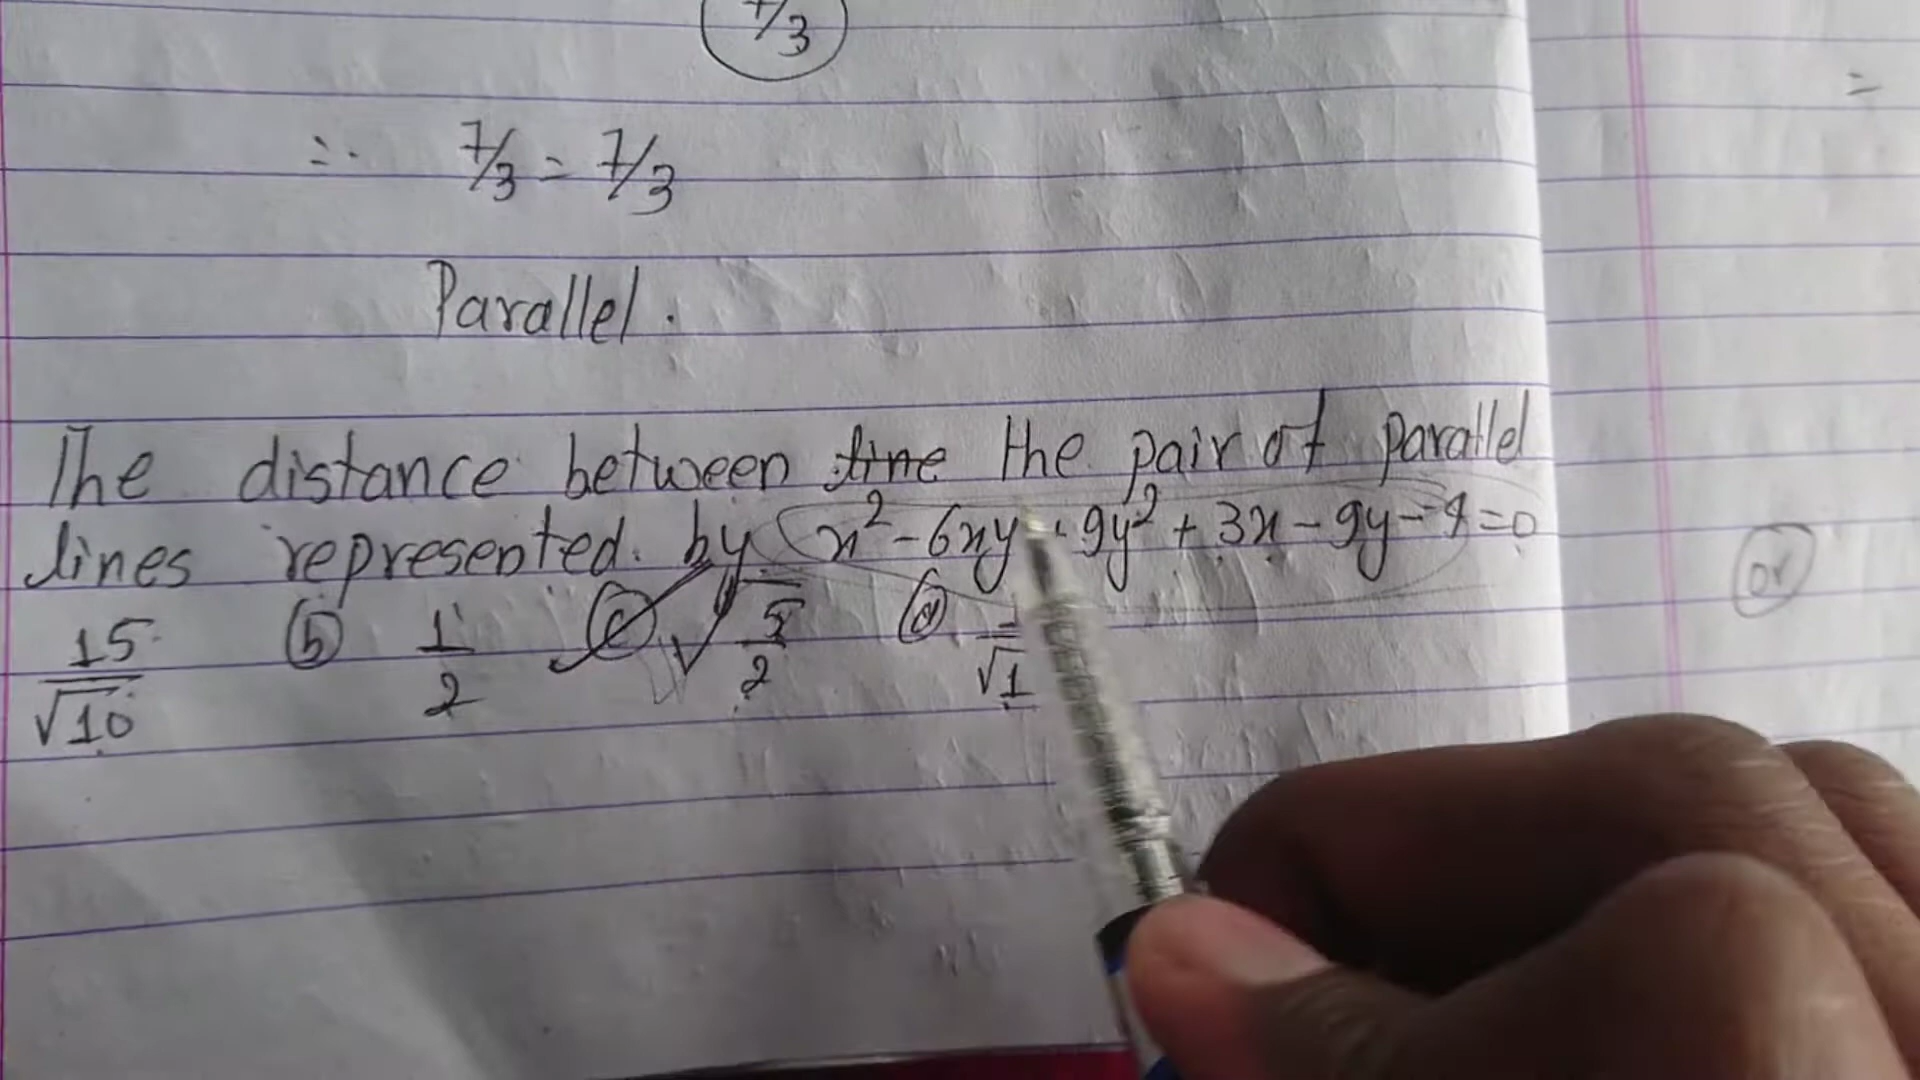 7/3
∴ 7/3 = 7/3
Parallel.
The distance between line the pair of parallel
lines represented by x² - 6xy + 9y² + 3x - 9y - 4 = 0
15/√10 (b) 1/2 (c) √5/2 (d)
or
=